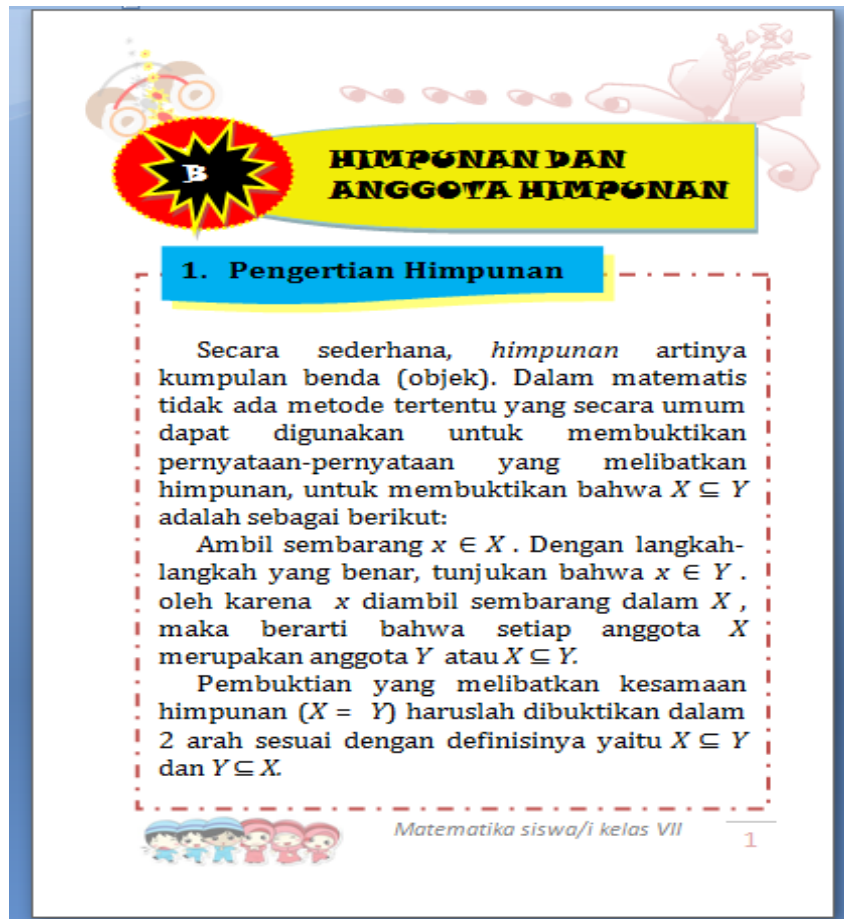 B
HIMPUNAN DAN
ANGGOTA HIMPUNAN
1. Pengertian Himpunan
Secara sederhana, himpunan artinya
kumpulan benda (objek). Dalam matematis
tidak ada metode tertentu yang secara umum
dapat digunakan untuk membuktikan
pernyataan-pernyataan yang melibatkan
himpunan, untuk membuktikan bahwa X ⊆ Y
adalah sebagai berikut:
Ambil sembarang x ∈ X . Dengan langkah-
langkah yang benar, tunjukan bahwa x ∈ Y .
oleh karena x diambil sembarang dalam X ,
maka berarti bahwa setiap anggota X
merupakan anggota Y atau X ⊆ Y.
Pembuktian yang melibatkan kesamaan
himpunan (X = Y) haruslah dibuktikan dalam
2 arah sesuai dengan definisinya yaitu X ⊆ Y
dan Y ⊆ X.
Matematika siswa/i kelas VII
1